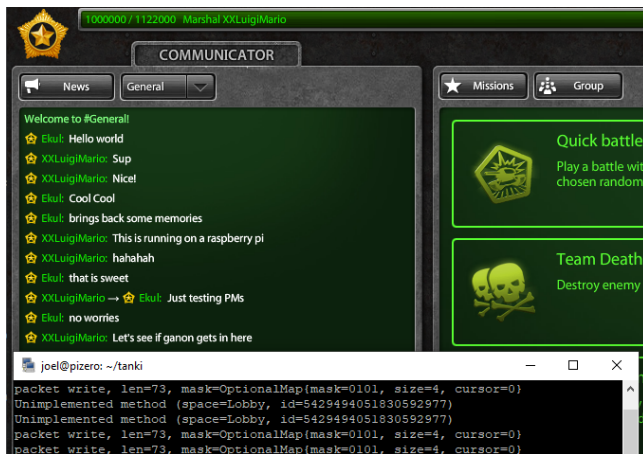 1000000 / 1122000 Marshal XXLuigiMario
COMMUNICATOR
News
General
Missions
Group
Welcome to #General!
Ekul: Hello world
XXLuigiMario: Sup
XXLuigiMario: Nice!
Ekul: Cool Cool
Ekul: brings back some memories
XXLuigiMario: This is running on a raspberry pi
XXLuigiMario: hahahah
Ekul: that is sweet
XXLuigiMario → Ekul: Just testing PMs
Ekul: no worries
XXLuigiMario: Let's see if ganon gets in here
Quick battle
Play a battle wit
chosen random
Team Death
Destroy enemy
joel@pizero: ~/tanki
packet write, len=73, mask=OptionalMap{mask=0101, size=4, cursor=0}
Unimplemented method (space=Lobby, id=5429494051830592977)
Unimplemented method (space=Lobby, id=5429494051830592977)
packet write, len=73, mask=OptionalMap{mask=0101, size=4, cursor=0}
packet write, len=73, mask=OptionalMap{mask=0101, size=4, cursor=0}